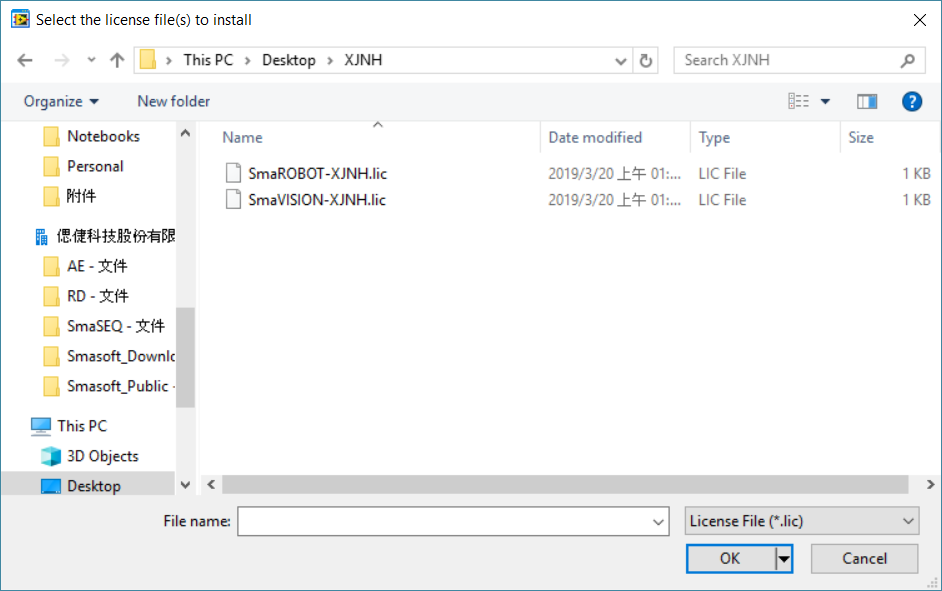 Select the license file(s) to install
This PC > Desktop > XJNH
Search XJNH
Organize
New folder
?
Notebooks
Personal
附件
偲倢科技股份有限
AE - 文件
RD - 文件
SmaSEQ - 文件
Smasoft_Downlo
Smasoft_Public -
This PC
3D Objects
Desktop
Name Date modified Type Size
SmaROBOT-XJNH.lic 2019/3/20 上午 01:... LIC File 1 KB
SmaVISION-XJNH.lic 2019/3/20 上午 01:... LIC File 1 KB
File name:
License File (*.lic)
OK
Cancel